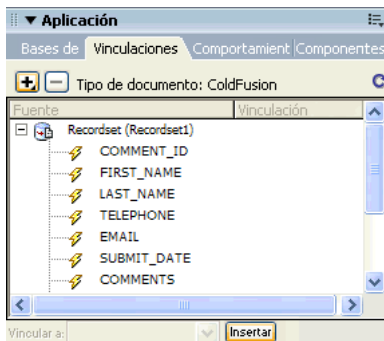 Aplicación
Bases de Vinculaciones Comportamient Componentes
Tipo de documento: ColdFusion
Fuente Vinculación
Recordset (Recordset1)
COMMENT_ID
FIRST_NAME
LAST_NAME
TELEPHONE
EMAIL
SUBMIT_DATE
COMMENTS
Vincular a: Insertar